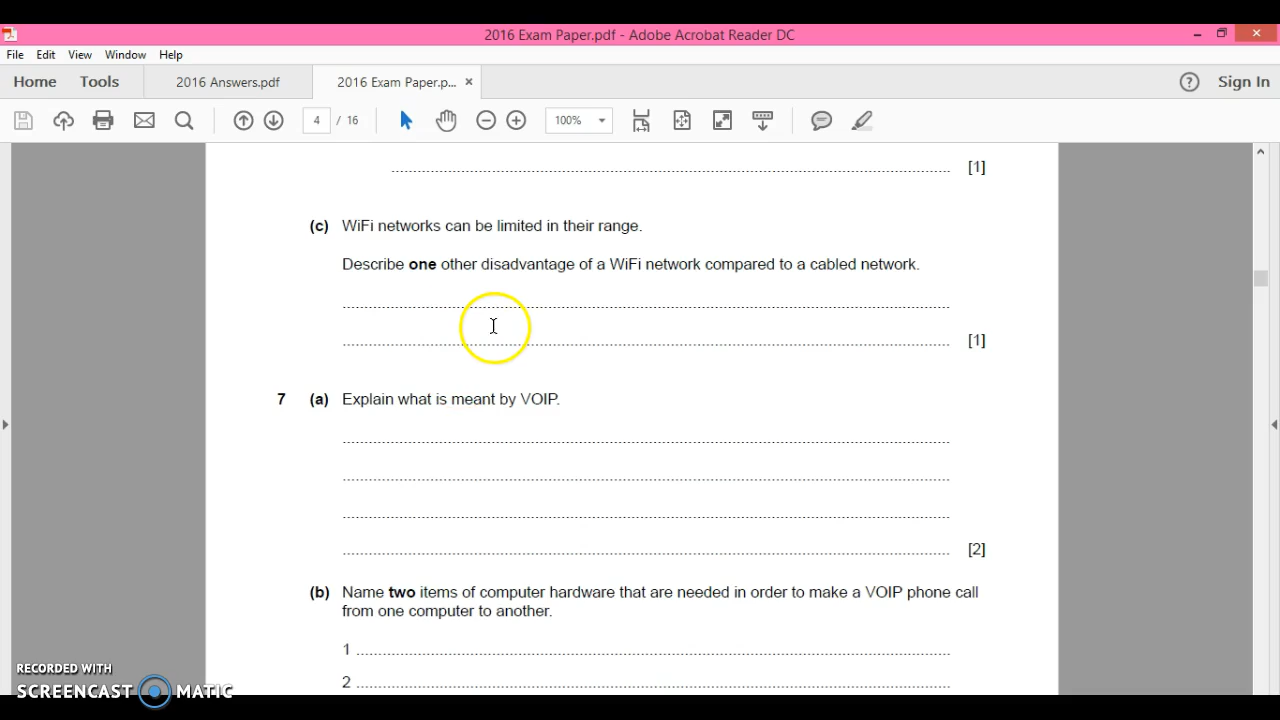 2016 Exam Paper.pdf - Adobe Acrobat Reader DC
File Edit View Window Help
Home Tools 2016 Answers.pdf 2016 Exam Paper.p... × ? Sign In
4 / 16 100%
[1]
(c) WiFi networks can be limited in their range.
Describe one other disadvantage of a WiFi network compared to a cabled network.
[1]
7 (a) Explain what is meant by VOIP.
[2]
(b) Name two items of computer hardware that are needed in order to make a VOIP phone call
from one computer to another.
1
2
RECORDED WITH
SCREENCAST MATIC